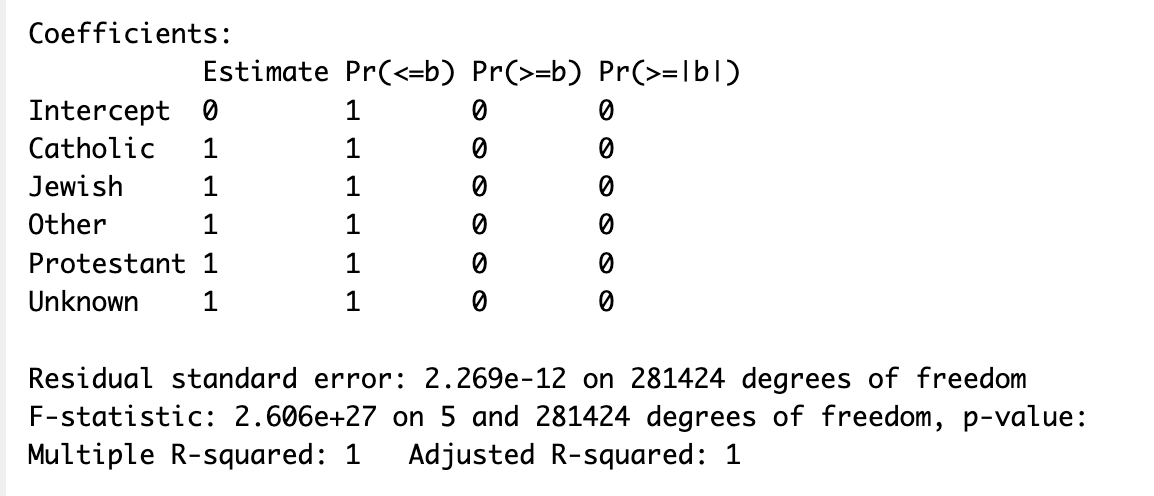 Coefficients:
Estimate Pr(<=b) Pr(>=b) Pr(>=|b|)
Intercept 0 1 0 0
Catholic 1 1 0 0
Jewish 1 1 0 0
Other 1 1 0 0
Protestant 1 1 0 0
Unknown 1 1 0 0
Residual standard error: 2.269e-12 on 281424 degrees of freedom
F-statistic: 2.606e+27 on 5 and 281424 degrees of freedom, p-value:
Multiple R-squared: 1 Adjusted R-squared: 1